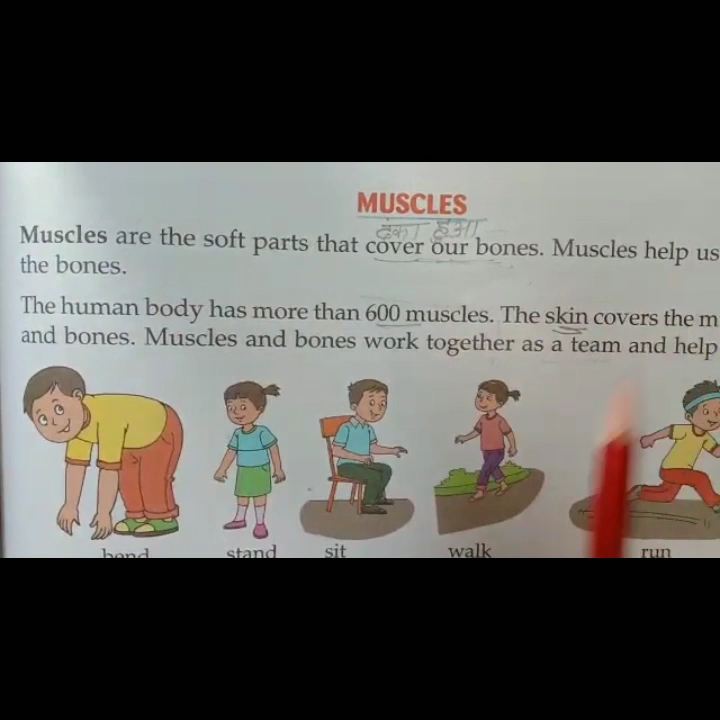 MUSCLES
ढंका हुआ
Muscles are the soft parts that cover our bones. Muscles help us
the bones.
The human body has more than 600 muscles. The skin covers the m
and bones. Muscles and bones work together as a team and help
bend stand sit walk run